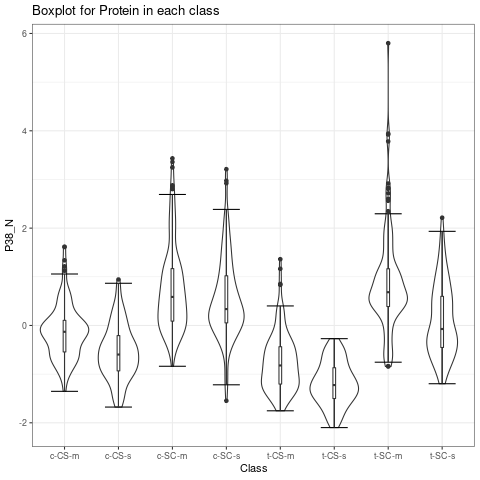 Boxplot for Protein in each class
6
4
2
0
-2
P38_N
c-CS-m c-CS-s c-SC-m c-SC-s t-CS-m t-CS-s t-SC-m t-SC-s
Class